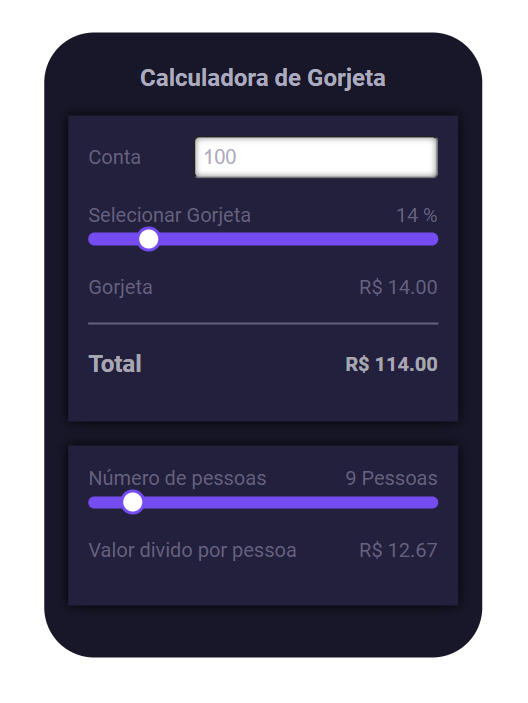 Calculadora de Gorjeta
Conta 100
Selecionar Gorjeta 14 %
Gorjeta R$ 14.00
Total R$ 114.00
Número de pessoas 9 Pessoas
Valor divido por pessoa R$ 12.67